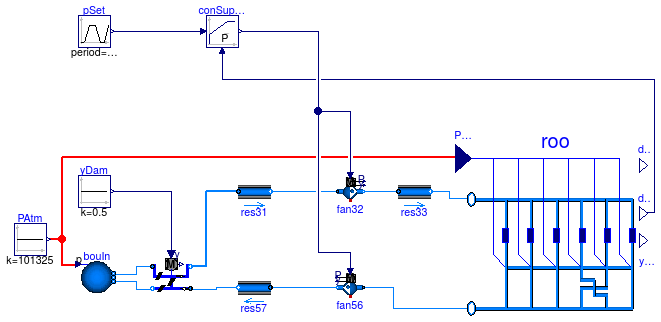 pSet
conSup...
P
period=...
P...
roo
d..
yDam
k=0.5
P
res31
fan32
res33
d..
PAtm
k=101325
p
bouIn
y
M
y...
P
res57
fan56